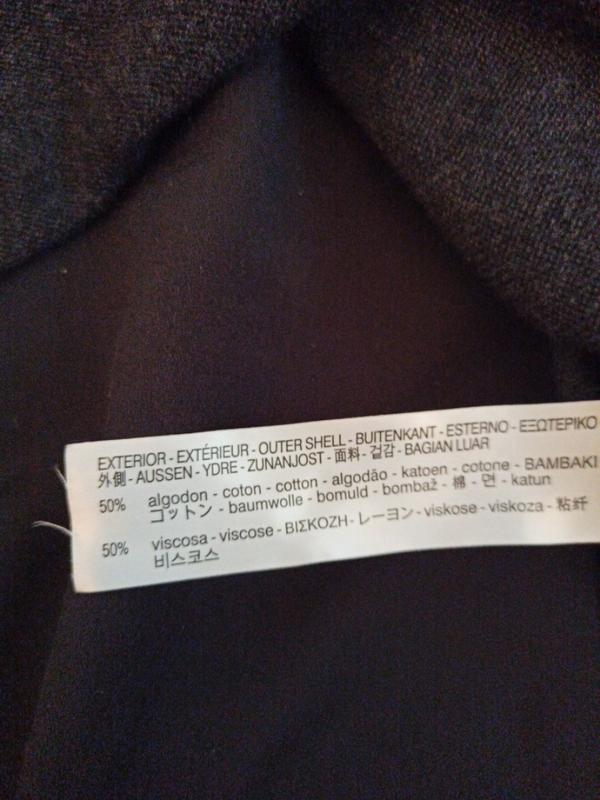 EXTERIOR - EXTÉRIEUR - OUTER SHELL - BUITENKANT - ESTERNO - ΕΞΩΤΕΡΙΚΟ
外側 - AUSSEN - YDRE - ZUNANJOST - 面料 - 겉감 - BAGIAN LUAR
50% algodon - coton - cotton - algodão - katoen - cotone - ΒΑΜΒΑΚΙ
コットン - baumwolle - bomuld - bombaž - 棉 - 면 - katun
50% viscosa - viscose - ΒΙΣΚΟΖΗ - レーヨン - viskose - viskoza - 粘纤
비스코스